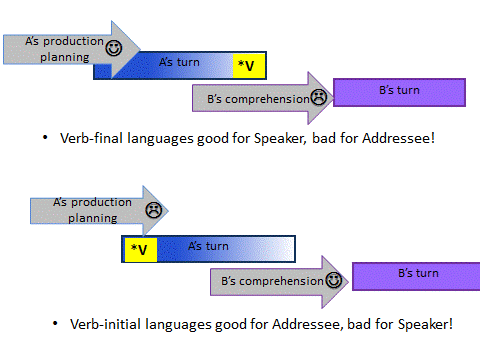 A's production
planning
A's turn
*V
B's comprehension
B's turn
• Verb-final languages good for Speaker, bad for Addressee!
A's production
planning
*V
A's turn
B's comprehension
B's turn
• Verb-initial languages good for Addressee, bad for Speaker!